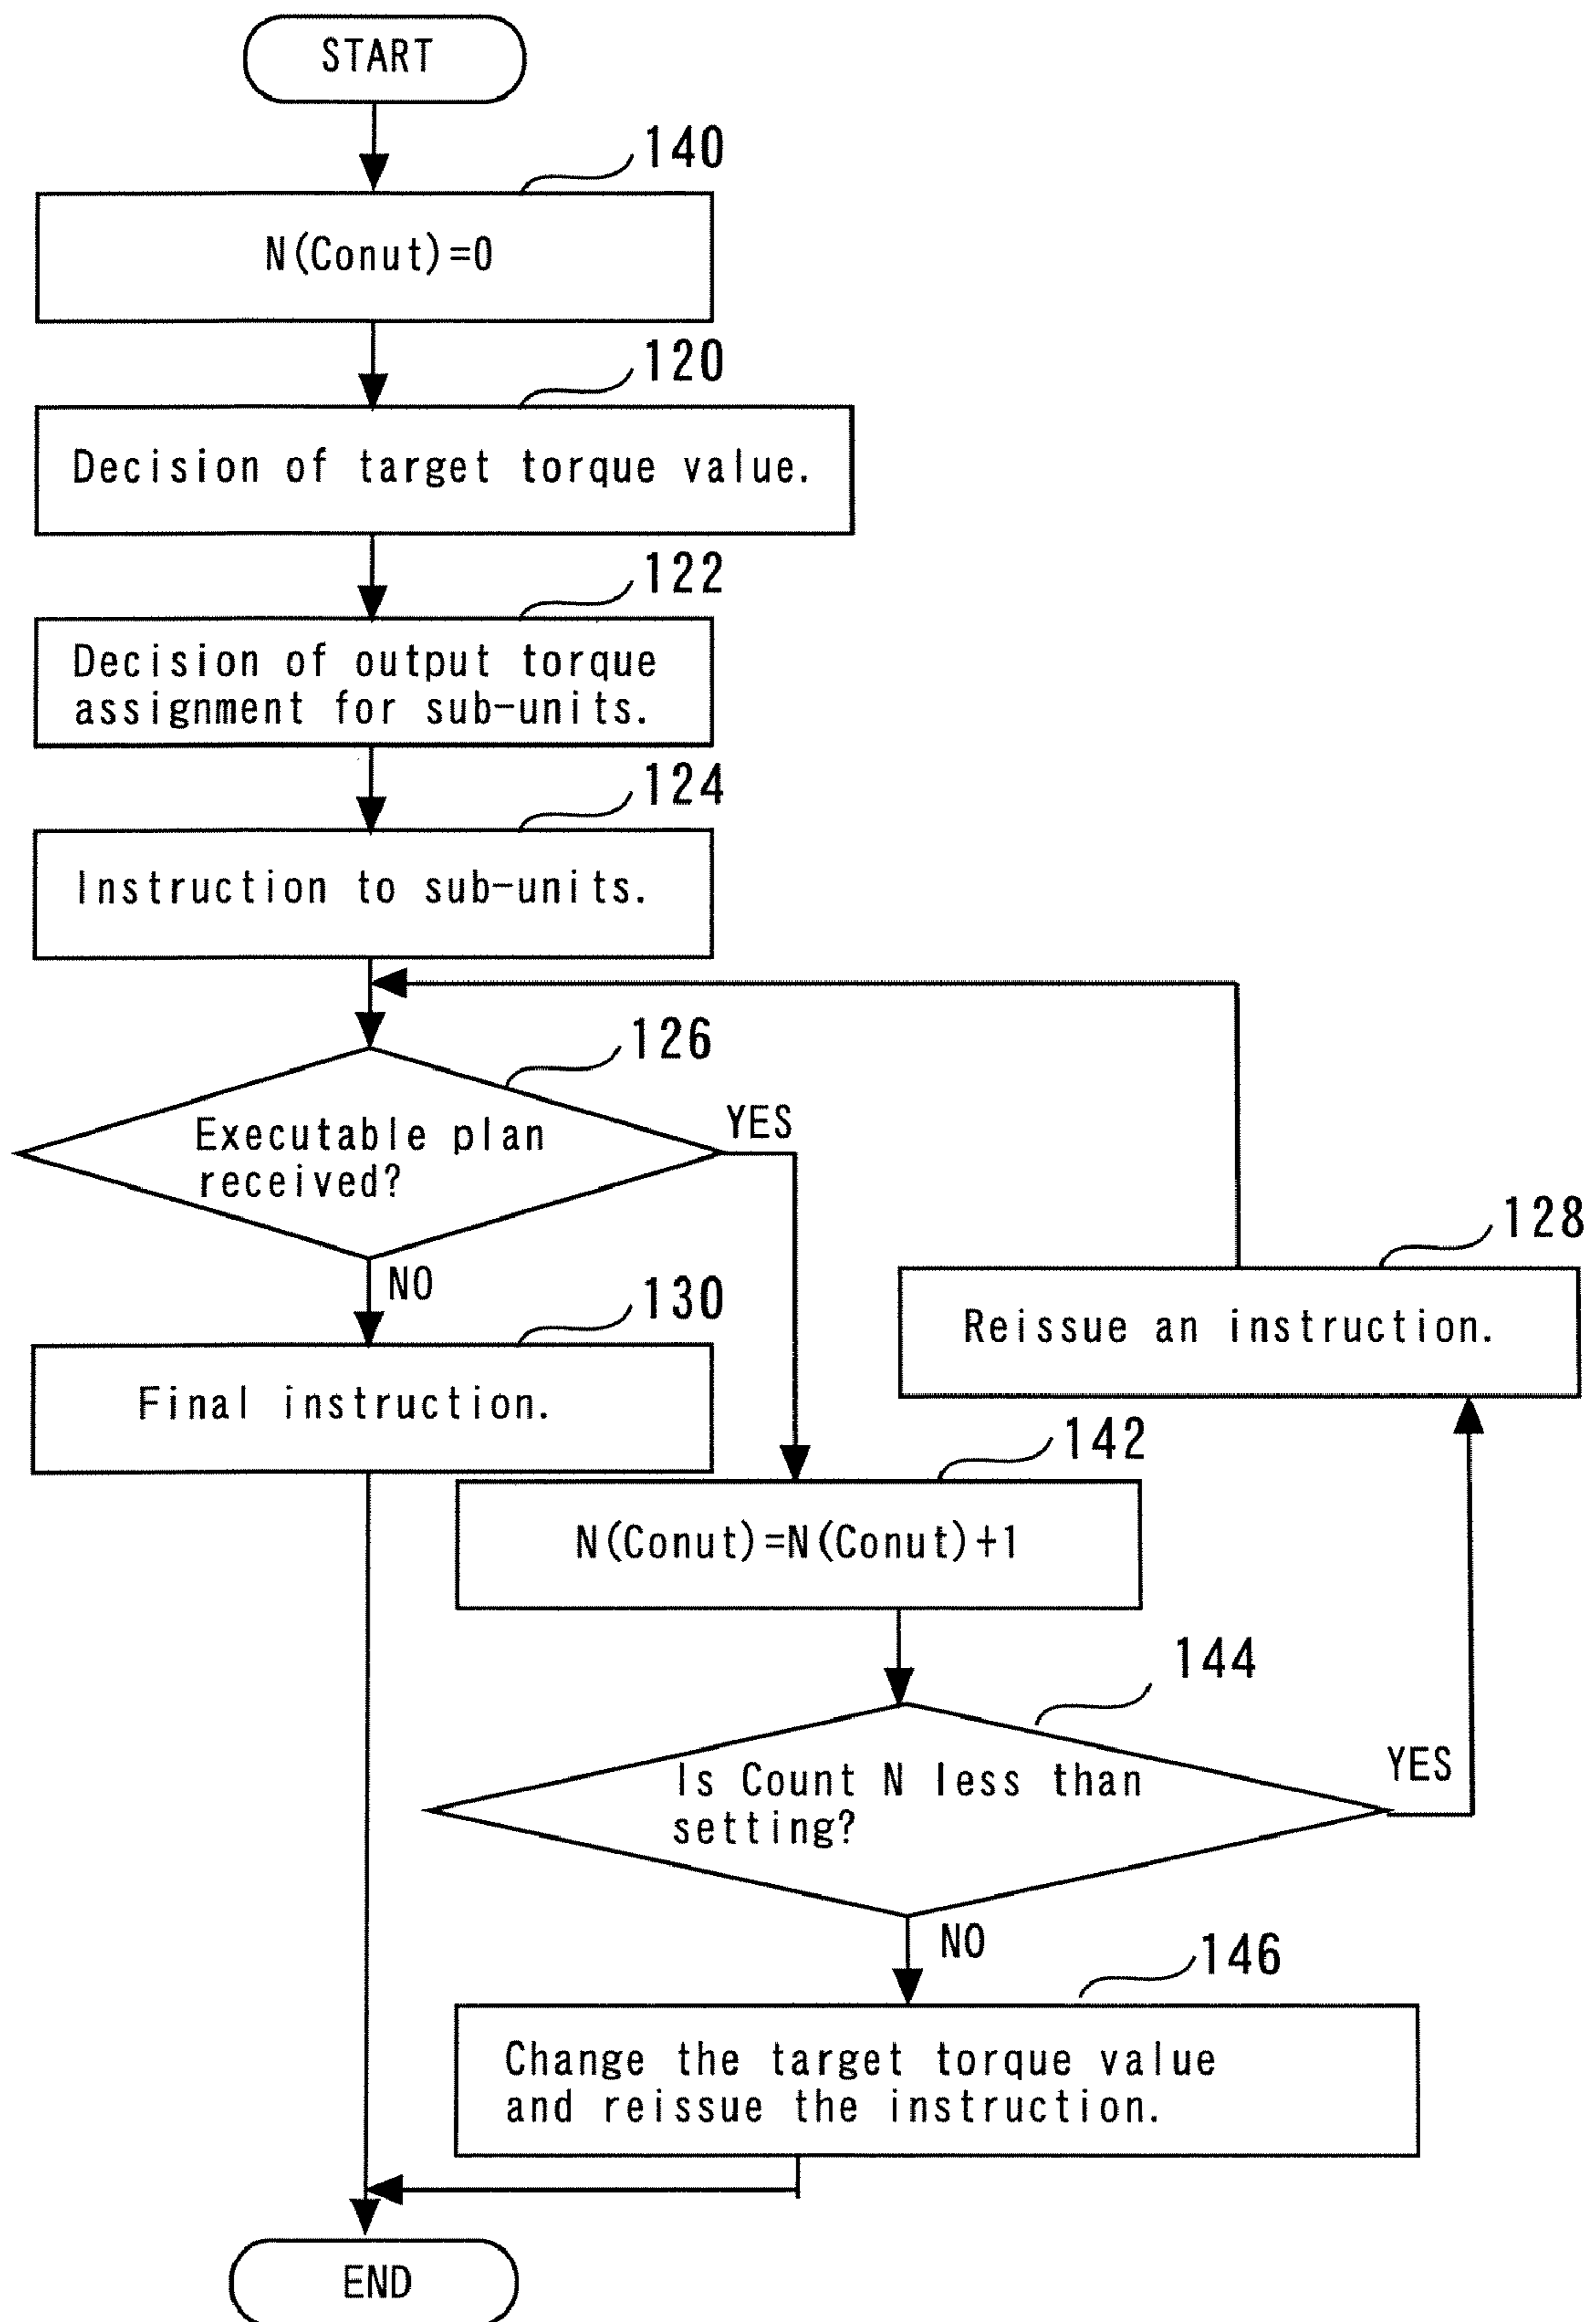 START
140
N(Conut)=0
120
Decision of target torque value.
122
Decision of output torque
assignment for sub-units.
124
Instruction to sub-units.
126
Executable plan
received?
YES
NO
128
Reissue an instruction.
130
Final instruction.
142
N(Conut)=N(Conut)+1
144
Is Count N less than
setting?
YES
NO
146
Change the target torque value
and reissue the instruction.
END